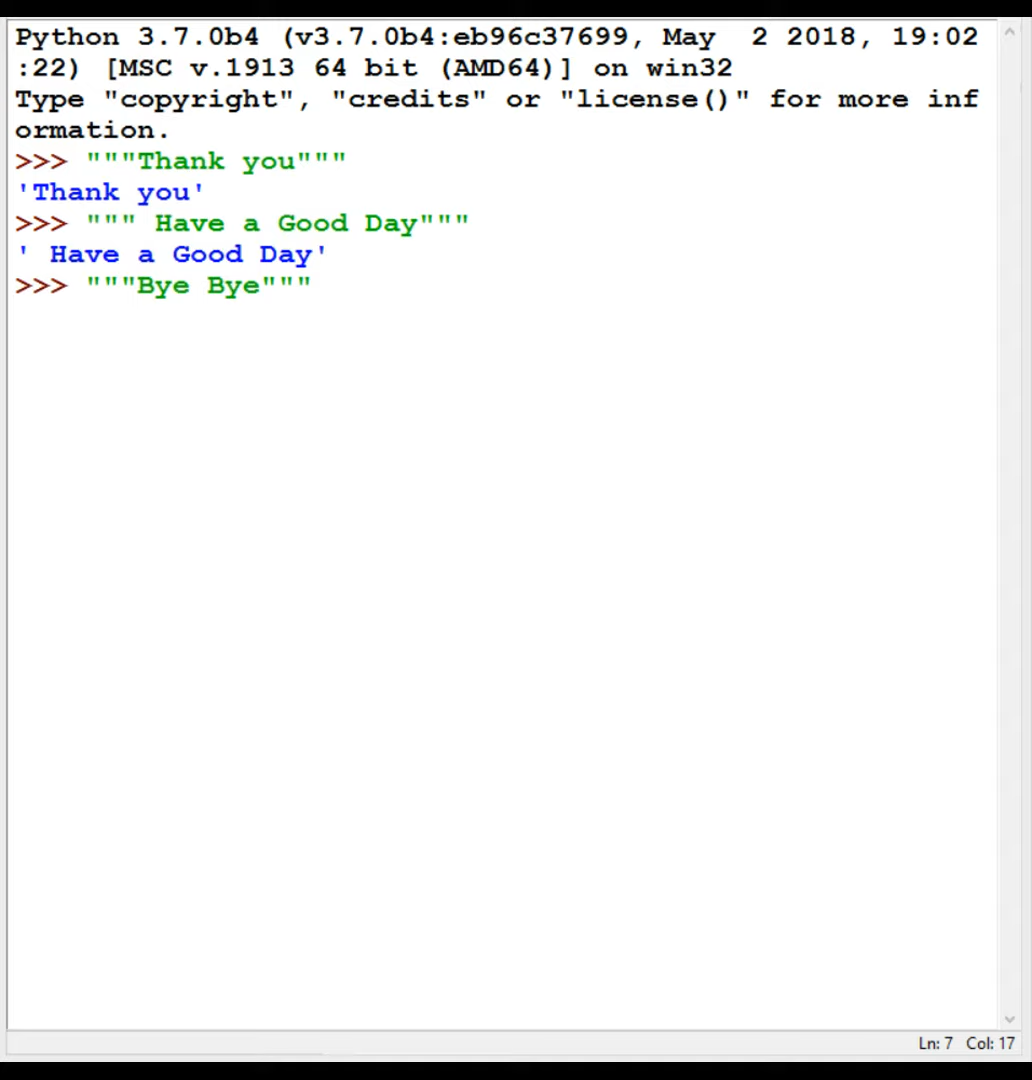 Python 3.7.0b4 (v3.7.0b4:eb96c37699, May  2 2018, 19:02
:22) [MSC v.1913 64 bit (AMD64)] on win32
Type "copyright", "credits" or "license()" for more inf
ormation.
>>> """Thank you"""
'Thank you'
>>> """ Have a Good Day"""
' Have a Good Day'
>>> """Bye Bye"""
Ln: 7 Col: 17